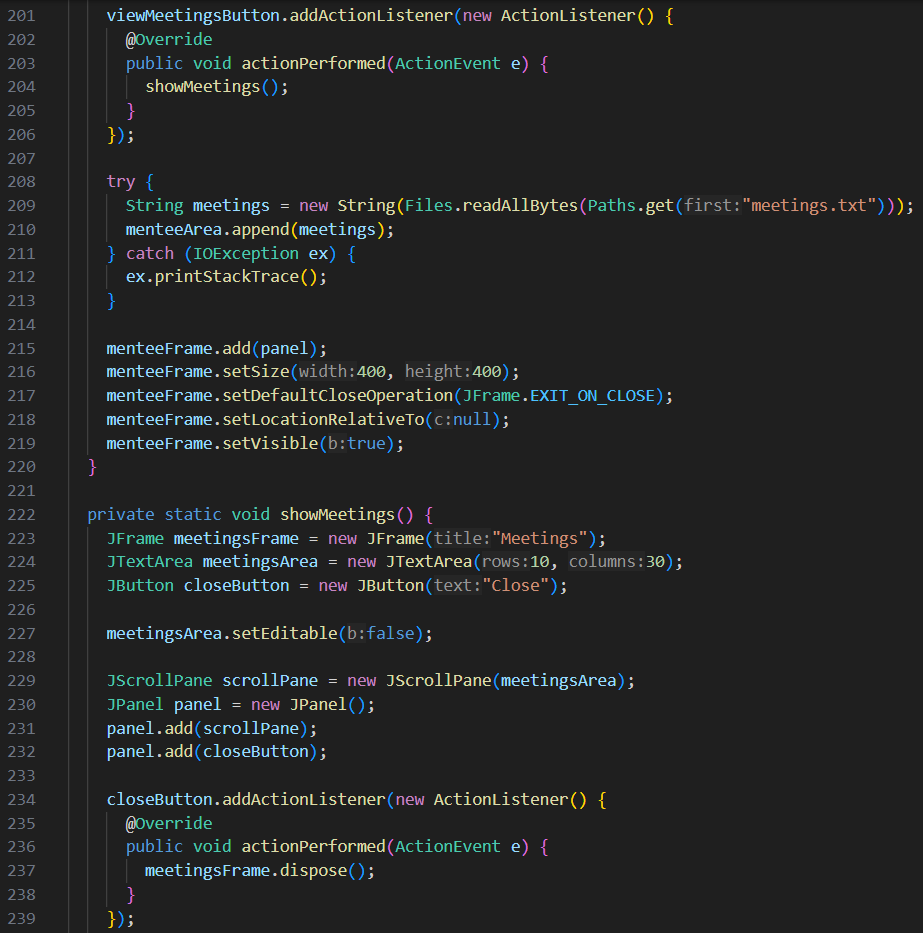 201 viewMeetingsButton.addActionListener(new ActionListener() {
202 @Override
203 public void actionPerformed(ActionEvent e) {
204 showMeetings();
205 }
206 });
207
208 try {
209 String meetings = new String(Files.readAllBytes(Paths.get(first:"meetings.txt")));
210 menteeArea.append(meetings);
211 } catch (IOException ex) {
212 ex.printStackTrace();
213 }
214
215 menteeFrame.add(panel);
216 menteeFrame.setSize(width:400, height:400);
217 menteeFrame.setDefaultCloseOperation(JFrame.EXIT_ON_CLOSE);
218 menteeFrame.setLocationRelativeTo(c:null);
219 menteeFrame.setVisible(b:true);
220 }
221
222 private static void showMeetings() {
223 JFrame meetingsFrame = new JFrame(title:"Meetings");
224 JTextArea meetingsArea = new JTextArea(rows:10, columns:30);
225 JButton closeButton = new JButton(text:"Close");
226
227 meetingsArea.setEditable(b:false);
228
229 JScrollPane scrollPane = new JScrollPane(meetingsArea);
230 JPanel panel = new JPanel();
231 panel.add(scrollPane);
232 panel.add(closeButton);
233
234 closeButton.addActionListener(new ActionListener() {
235 @Override
236 public void actionPerformed(ActionEvent e) {
237 meetingsFrame.dispose();
238 }
239 });